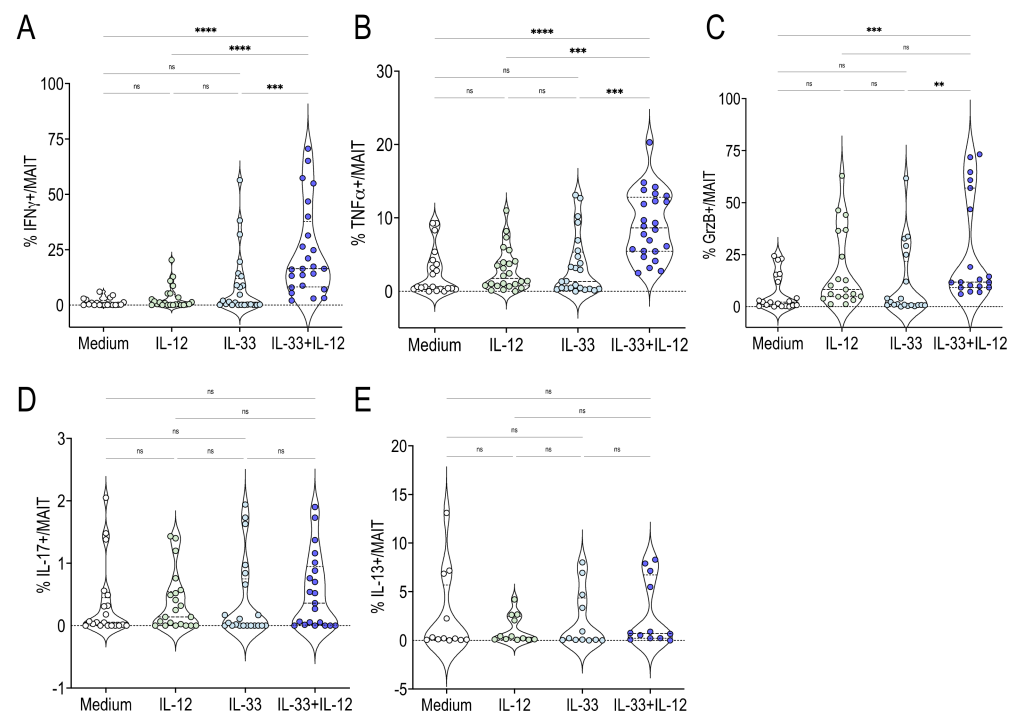 A
****
****
ns
ns
ns
***
% IFNγ+/MAIT
100
75
50
25
0
Medium
IL-12
IL-33
IL-33+IL-12
B
****
***
ns
ns
ns
***
% TNFα+/MAIT
30
20
10
0
Medium
IL-12
IL-33
IL-33+IL-12
C
***
ns
ns
ns
ns
**
% GrzB+/MAIT
100
75
50
25
0
Medium
IL-12
IL-33
IL-33+IL-12
D
ns
ns
ns
ns
ns
ns
% IL-17+/MAIT
3
2
1
0
-1
Medium
IL-12
IL-33
IL-33+IL-12
E
ns
ns
ns
ns
ns
ns
% IL-13+/MAIT
20
15
10
5
0
-5
Medium
IL-12
IL-33
IL-33+IL-12